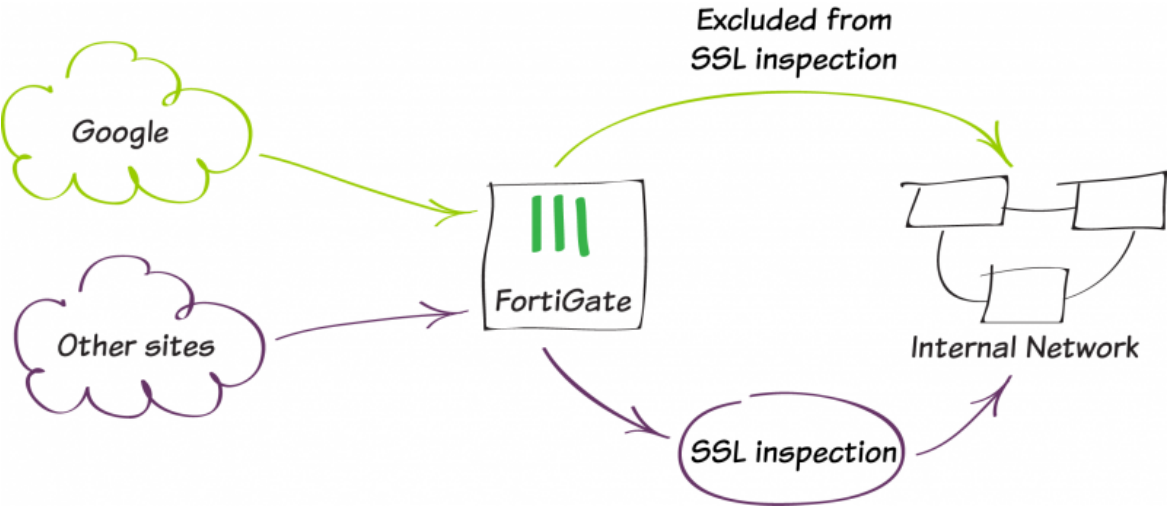 Excluded from
SSL inspection
Google
FortiGate
Other sites
Internal Network
SSL inspection